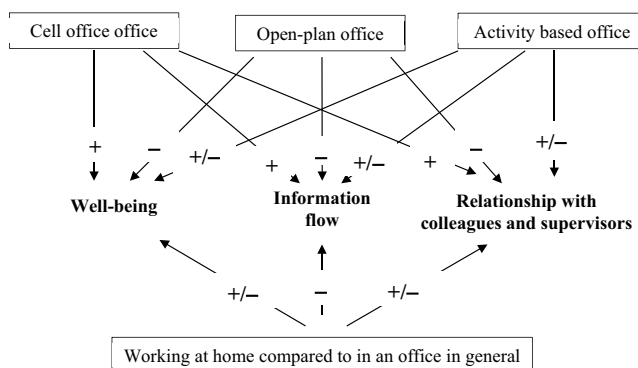 Cell office office
Open-plan office
Activity based office
+
−
+/−
+
−
+/−
+
−
+/−
Well-being
Information
flow
Relationship with
colleagues and supervisors
+/−
−
+/−
Working at home compared to in an office in general